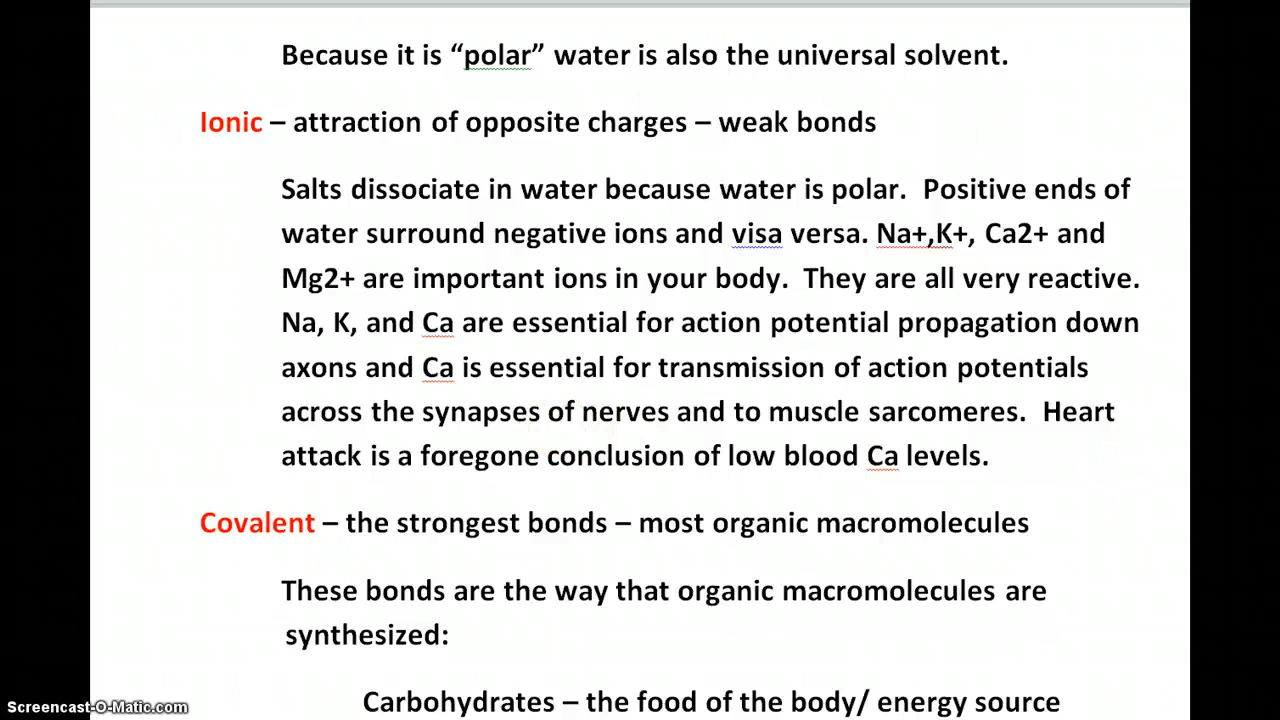 Because it is “polar” water is also the universal solvent.
Ionic – attraction of opposite charges – weak bonds
Salts dissociate in water because water is polar.  Positive ends of
water surround negative ions and visa versa. Na+,K+, Ca2+ and
Mg2+ are important ions in your body.  They are all very reactive.
Na, K, and Ca are essential for action potential propagation down
axons and Ca is essential for transmission of action potentials
across the synapses of nerves and to muscle sarcomeres.  Heart
attack is a foregone conclusion of low blood Ca levels.
Covalent – the strongest bonds – most organic macromolecules
These bonds are the way that organic macromolecules are
synthesized:
Carbohydrates – the food of the body/ energy source
Screencast-O-Matic.com